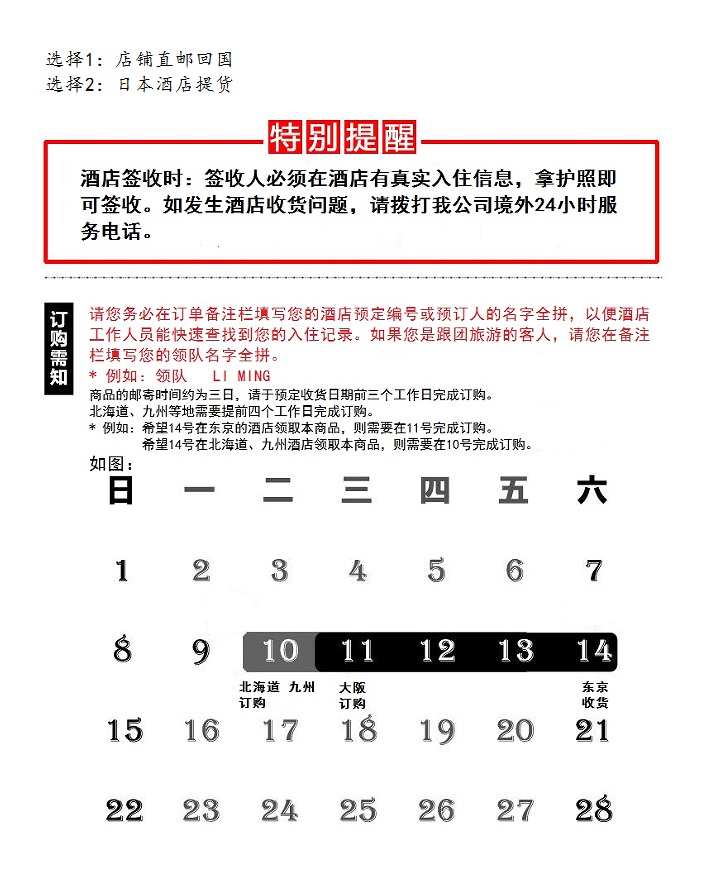 选择1：店铺直邮回国
选择2：日本酒店提货
特别提醒
酒店签收时：签收人必须在酒店有真实入住信息，拿护照即
可签收。如发生酒店收货问题，请拨打我公司境外24小时服
务电话。
订购需知
请您务必在订单备注栏填写您的酒店预定编号或预订人的名字全拼，以便酒店
工作人员能快速查找到您的入住记录。如果您是跟团旅游的客人，请您在备注
栏填写您的领队名字全拼。
* 例如：领队 LI MING
商品的邮寄时间约为三日，请于预定收货日期前三个工作日完成订购。
北海道、九州等地需要提前四个工作日完成订购。
* 例如：希望14号在东京的酒店领取本商品，则需要在11号完成订购。
希望14号在北海道、九州酒店领取本商品，则需要在10号完成订购。
如图：
日 一 二 三 四 五 六
1 2 3 4 5 6 7
8 9 10 11 12 13 14
北海道 九州 大阪 东京
订购 订购 收货
15 16 17 18 19 20 21
22 23 24 25 26 27 28